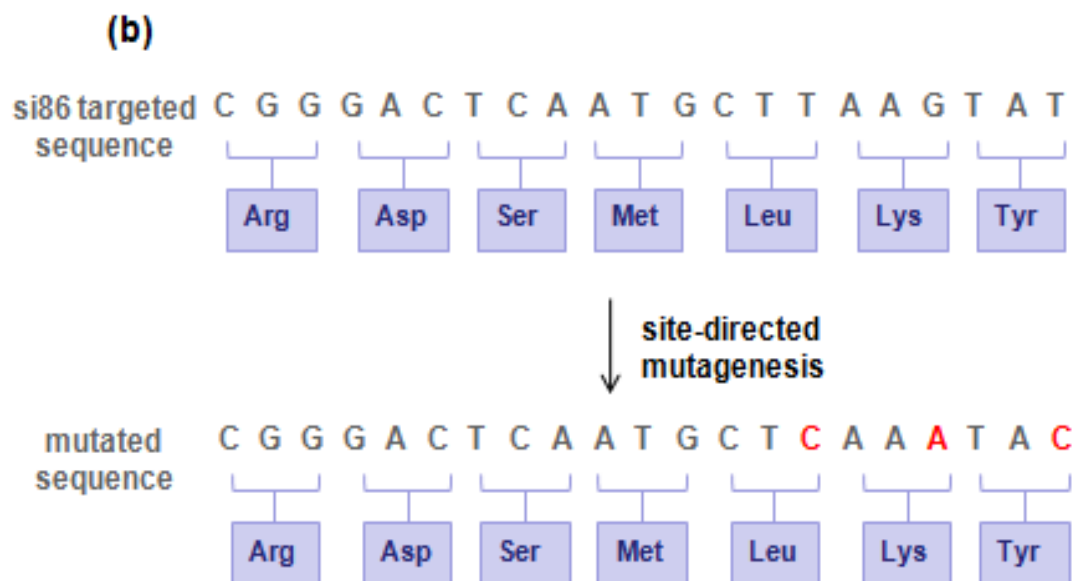 (b)
si86 targeted sequence C G G G A C T C A A T G C T T A A G T A T
Arg Asp Ser Met Leu Lys Tyr
site-directed
mutagenesis
mutated sequence C G G G A C T C A A T G C T C A A A T A C
Arg Asp Ser Met Leu Lys Tyr